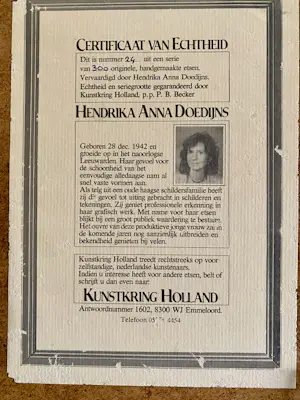 CERTIFICAAT VAN ECHTHEID
Dit is nummer 24 uit een serie
van 300 originele, handgemaakte etsen.
Vervaardigd door Hendrika Anna Doedijns.
Echtheid en seriegrootte gegarandeerd door
Kunstkring Holland, p.p. P. B. Becker
HENDRIKA ANNA DOEDIJNS
Geboren 28 dec. 1942 en
groeide op in het naoorlogse
Leeuwarden. Haar gevoel voor
de schoonheid van het
eenvoudige alledaagse nam al
snel vaste vormen aan.
Als telg uit een oude haagse schildersfamilie heeft
zij dit gevoel tot uiting gebracht in schilderen en
tekeningen. Zij geniet professionele erkenning in
haar grafisch werk. Met name voor haar etsen
blijkt bij een groot publiek waardering te bestaan.
Het ouvre van deze produktieve jonge vrouw zal in
de komende jaren nog aanzienlijk uitbreiden en
bekendheid genieten bij velen.
Kunstkring Holland treedt rechtstreeks op voor
zelfstandige, nederlandse kunstenaars.
Indien u interesse heeft voor andere etsen, belt of
schrijft u dan even naar:
KUNSTKRING HOLLAND
Antwoordnummer 1602, 8300 WJ Emmeloord.
Telefoon 4454